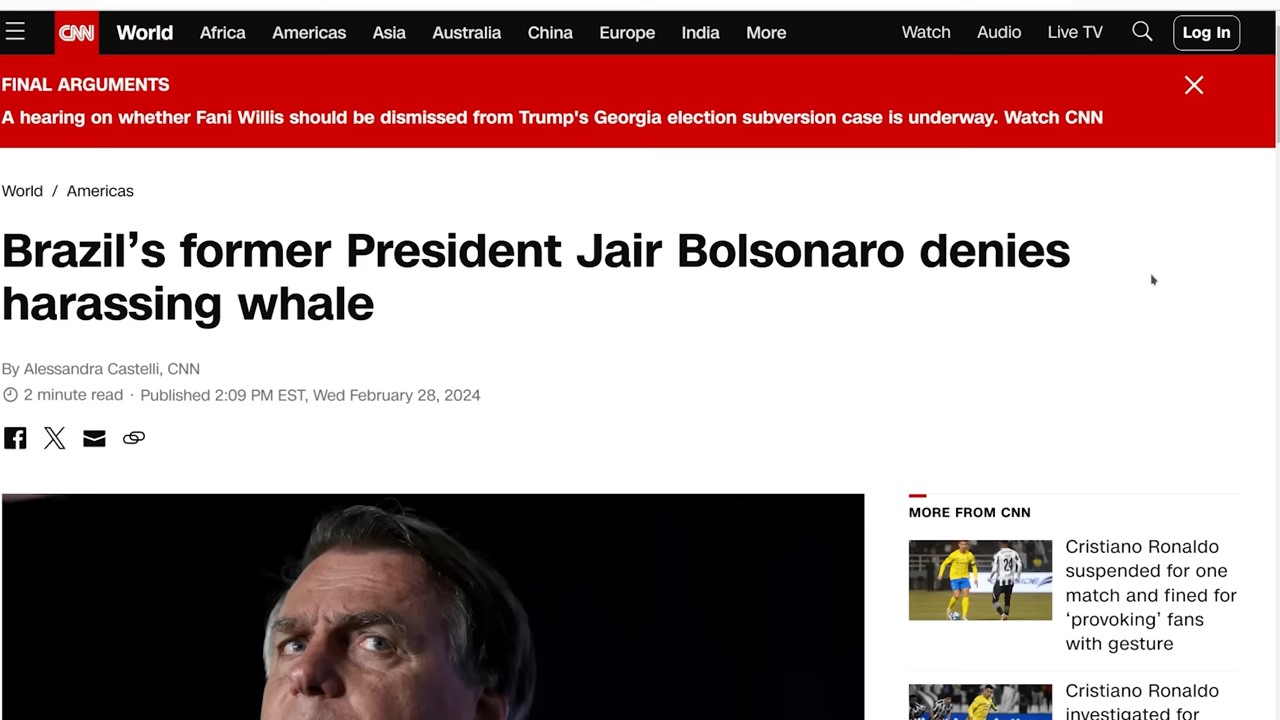 CNN World Africa Americas Asia Australia China Europe India More Watch Audio Live TV Log In
FINAL ARGUMENTS
A hearing on whether Fani Willis should be dismissed from Trump's Georgia election subversion case is underway. Watch CNN
World / Americas
Brazil’s former President Jair Bolsonaro denies
harassing whale
By Alessandra Castelli, CNN
2 minute read · Published 2:09 PM EST, Wed February 28, 2024
MORE FROM CNN
Cristiano Ronaldo
suspended for one
match and fined for
‘provoking’ fans
with gesture
Cristiano Ronaldo
investigated for